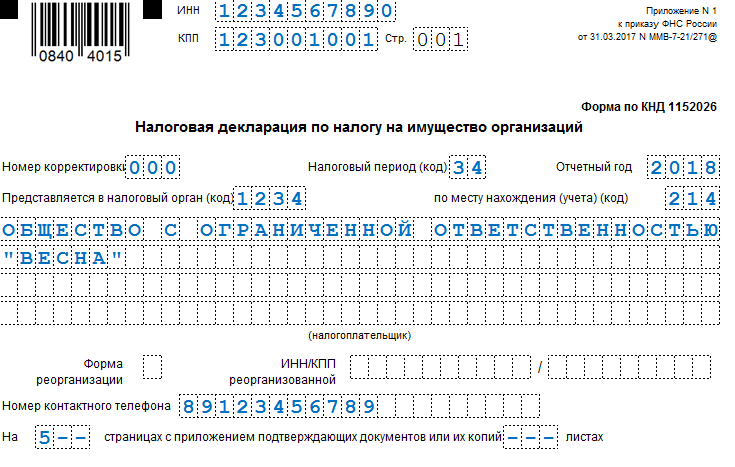 ИНН 1234567890
Приложение N 1
к приказу ФНС России
КПП 123001001 Стр. 001
от 31.03.2017 N ММВ-7-21/271@
0840 4015
Форма по КНД 1152026
Налоговая декларация по налогу на имущество организаций
Номер корректировки 000 Налоговый период (код) 34 Отчетный год 2018
Представляется в налоговый орган (код) 1234 по месту нахождения (учета) (код) 214
ОБЩЕСТВО С ОГРАНИЧЕННОЙ ОТВЕТСТВЕННОСТЬЮ
"ВЕСНА"
(налогоплательщик)
Форма реорганизации
ИНН/КПП реорганизованной /
Номер контактного телефона 89123456789
На 5-- страницах с приложением подтверждающих документов или их копий --- листах